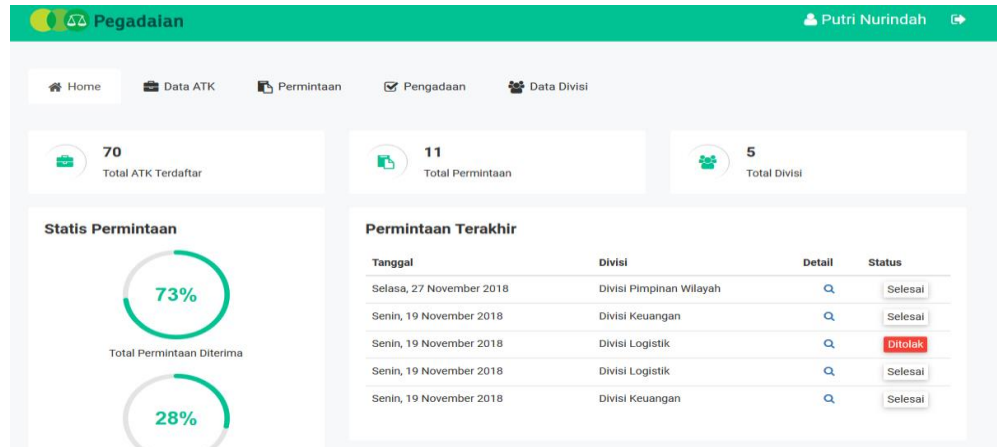 Pegadaian
Putri Nurindah
Home Data ATK Permintaan Pengadaan Data Divisi
70
Total ATK Terdaftar
11
Total Permintaan
5
Total Divisi
Statis Permintaan
73%
Total Permintaan Diterima
28%
Permintaan Terakhir
Tanggal Divisi Detail Status
Selasa, 27 November 2018 Divisi Pimpinan Wilayah Selesai
Senin, 19 November 2018 Divisi Keuangan Selesai
Senin, 19 November 2018 Divisi Logistik Ditolak
Senin, 19 November 2018 Divisi Logistik Selesai
Senin, 19 November 2018 Divisi Keuangan Selesai